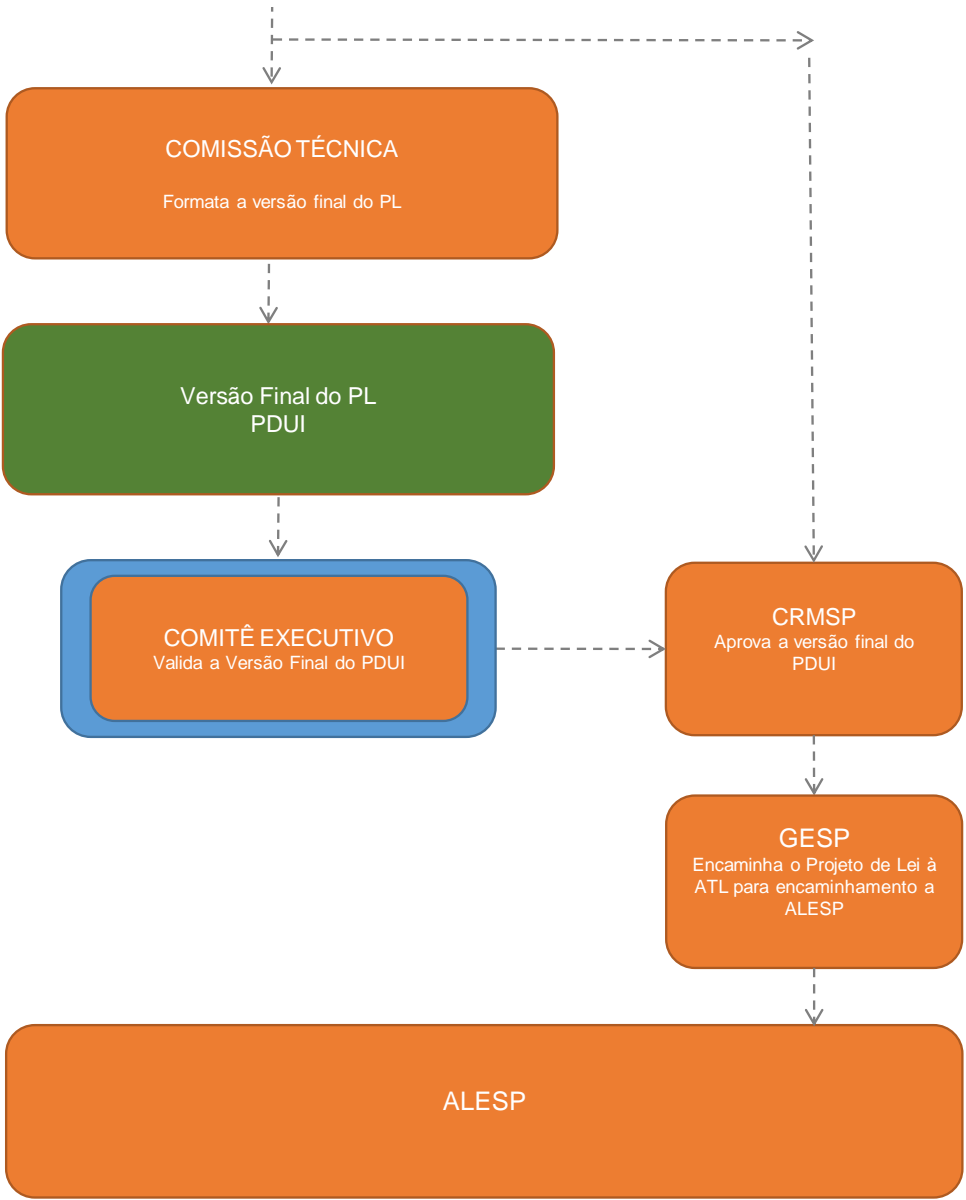 COMISSÃO TÉCNICA
Formata a versão final do PL
Versão Final do PL
PDUI
COMITÊ EXECUTIVO
Valida a Versão Final do PDUI
CRMSP
Aprova a versão final do
PDUI
GESP
Encaminha o Projeto de Lei à
ATL para encaminhamento a
ALESP
ALESP